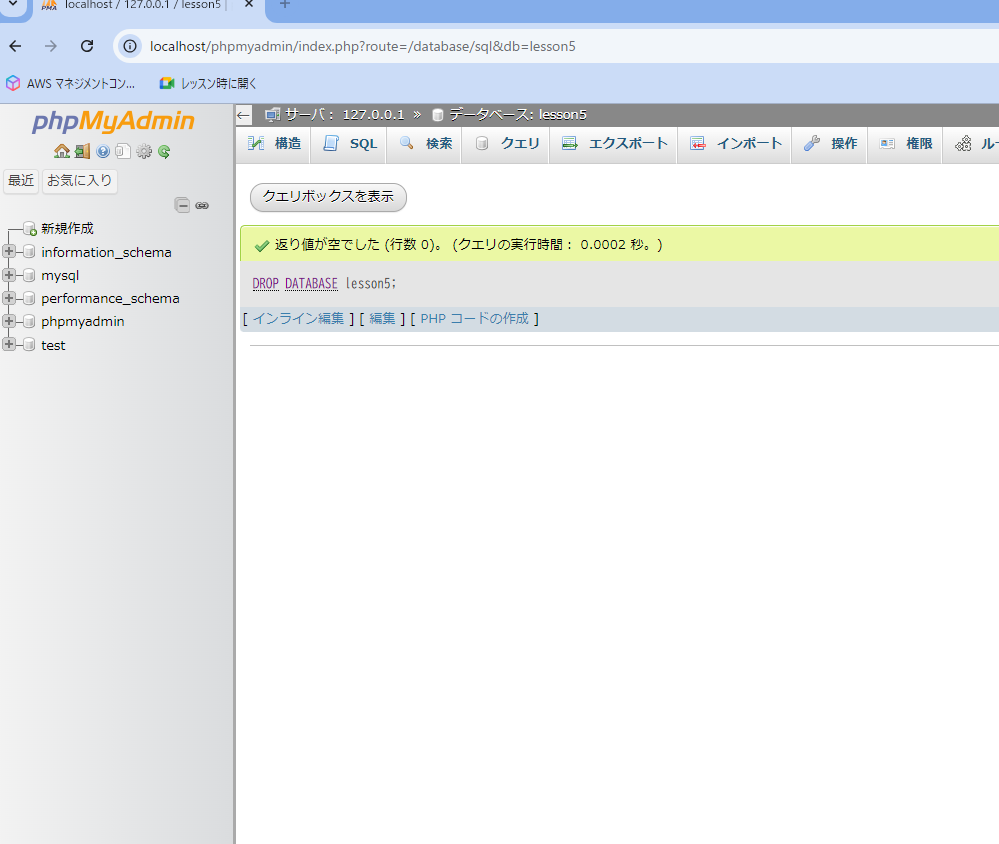 localhost / 127.0.0.1 / lesson5
localhost/phpmyadmin/index.php?route=/database/sql&db=lesson5
AWS マネジメントコン... レッスン時に開く
phpMyAdmin
サーバ: 127.0.0.1 » データベース: lesson5
構造 SQL 検索 クエリ エクスポート インポート 操作 権限 ルー
最近 お気に入り
クエリボックスを表示
新規作成
information_schema
mysql
performance_schema
phpmyadmin
test
返り値が空でした (行数 0)。 (クエリの実行時間： 0.0002 秒。)
DROP DATABASE lesson5;
[ インライン編集 ] [ 編集 ] [ PHP コードの作成 ]